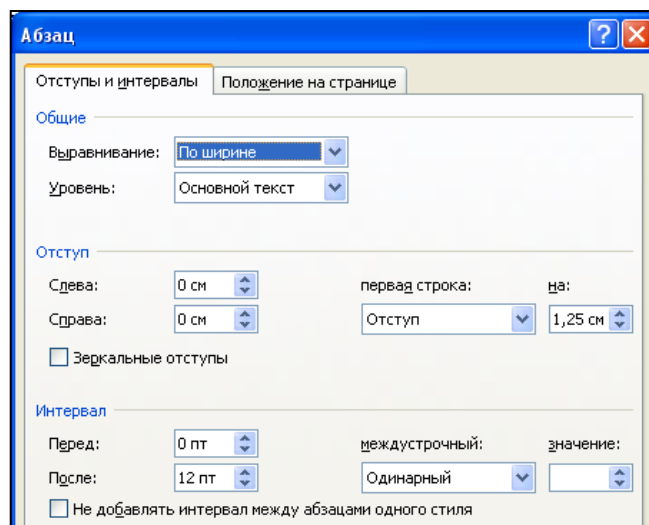 Абзац
Отступы и интервалы Положение на странице
Общие
Выравнивание: По ширине
Уровень: Основной текст
Отступ
Слева: 0 см первая строка: на:
Справа: 0 см Отступ 1,25 см
Зеркальные отступы
Интервал
Перед: 0 пт междустрочный: значение:
После: 12 пт Одинарный
Не добавлять интервал между абзацами одного стиля